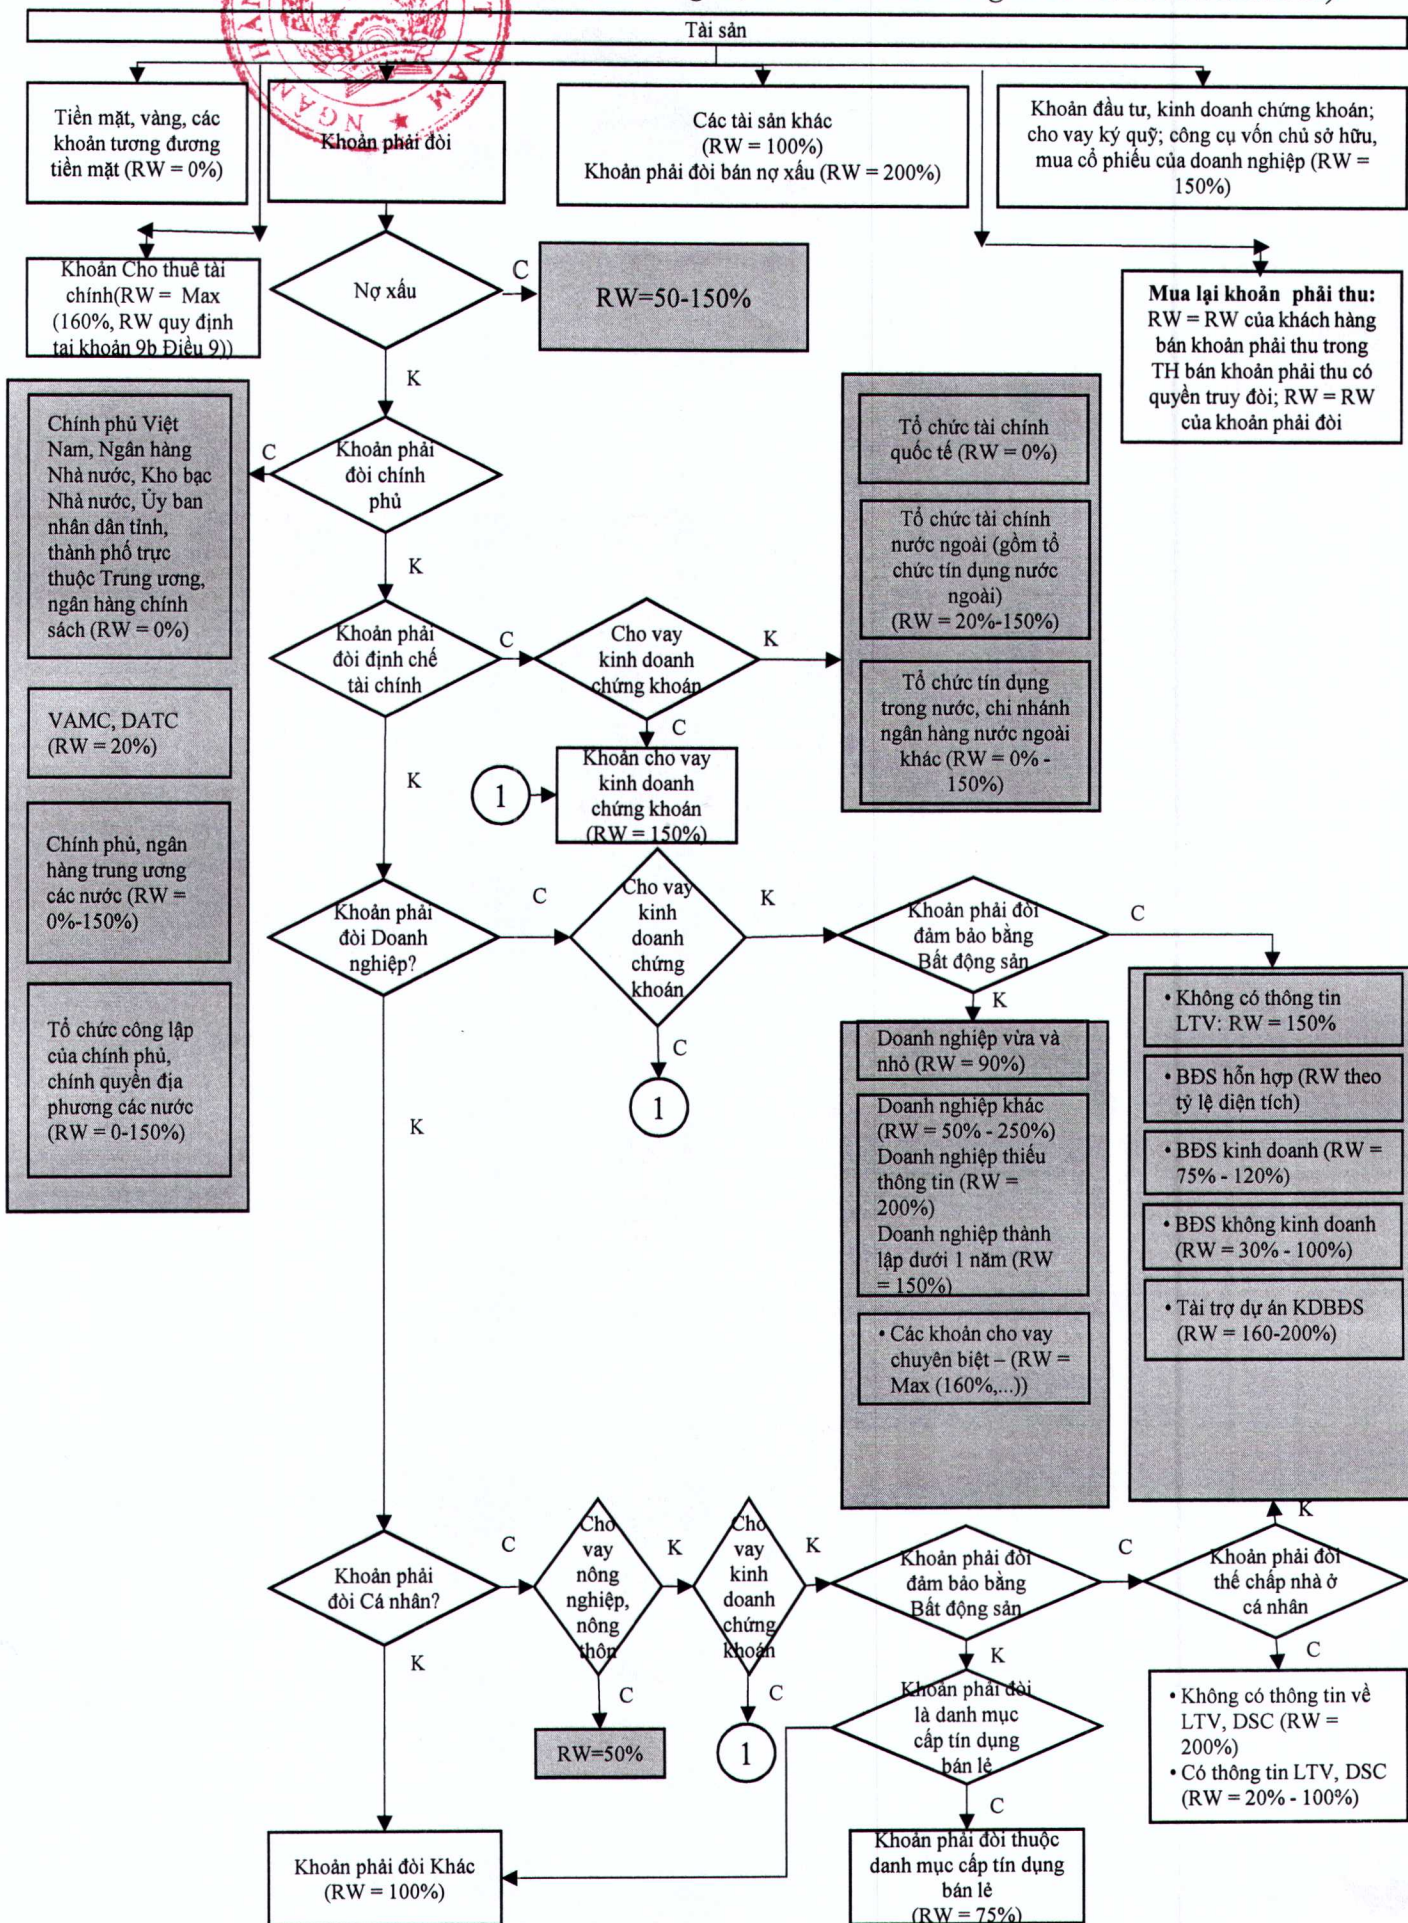 Tài sản
Tiền mặt, vàng, các
khoản tương đương
tiền mặt (RW = 0%)
Khoản phải đòi
Các tài sản khác
(RW = 100%)
Khoản phải đòi bán nợ xấu (RW = 200%)
Khoản đầu tư, kinh doanh chứng khoán;
cho vay ký quỹ; công cụ vốn chủ sở hữu,
mua cổ phiếu của doanh nghiệp (RW =
150%)
NGÂN HÀN
T NAM ★
Khoản Cho thuê tài
chính(RW = Max
(160%, RW quy định
tại khoản 9b Điều 9))
Nợ xấu
C
RW=50-150%
Mua lại khoản phải thu:
RW = RW của khách hàng
bán khoản phải thu trong
TH bán khoản phải thu có
quyền truy đòi; RW = RW
của khoản phải đòi
K
Khoản phải
đòi chính
phủ
C
Chính phủ Việt
Nam, Ngân hàng
Nhà nước, Kho bạc
Nhà nước, Ủy ban
nhân dân tỉnh,
thành phố trực
thuộc Trung ương,
ngân hàng chính
sách (RW = 0%)
VAMC, DATC
(RW = 20%)
Chính phủ, ngân
hàng trung ương
các nước (RW =
0%-150%)
Tổ chức công lập
của chính phủ,
chính quyền địa
phương các nước
(RW = 0-150%)
K
Khoản phải
đòi định chế
tài chính
C
Cho vay
kinh doanh
chứng khoán
K
Tổ chức tài chính
quốc tế (RW = 0%)
Tổ chức tài chính
nước ngoài (gồm tổ
chức tín dụng nước
ngoài)
(RW = 20%-150%)
Tổ chức tín dụng
trong nước, chi nhánh
ngân hàng nước ngoài
khác (RW = 0% -
150%)
C
1
Khoản cho vay
kinh doanh
chứng khoán
(RW = 150%)
K
Khoản phải
đòi Doanh
nghiệp?
C
Cho vay
kinh
doanh
chứng
khoán
K
Khoản phải đòi
đảm bảo bằng
Bất động sản
C
C
1
K
Doanh nghiệp vừa và
nhỏ (RW = 90%)
Doanh nghiệp khác
(RW = 50% - 250%)
Doanh nghiệp thiếu
thông tin (RW =
200%)
Doanh nghiệp thành
lập dưới 1 năm (RW
= 150%)
• Các khoản cho vay
chuyên biệt – (RW =
Max (160%,...))
• Không có thông tin
LTV: RW = 150%
• BĐS hỗn hợp (RW theo
tỷ lệ diện tích)
• BĐS kinh doanh (RW =
75% - 120%)
• BĐS không kinh doanh
(RW = 30% - 100%)
• Tài trợ dự án KDBĐS
(RW = 160-200%)
K
Khoản phải
đòi Cá nhân?
C
Cho
vay
nông
nghiệp,
nông
thôn
K
Cho
vay
kinh
doanh
chứng
khoán
K
Khoản phải đòi
đảm bảo bằng
Bất động sản
C
Khoản phải đòi
thế chấp nhà ở
cá nhân
K
K
C
RW=50%
C
1
K
Khoản phải đòi
là danh mục
cấp tín dụng
bán lẻ
C
• Không có thông tin về
LTV, DSC (RW =
200%)
• Có thông tin LTV, DSC
(RW = 20% - 100%)
C
Khoản phải đòi Khác
(RW = 100%)
Khoản phải đòi thuộc
danh mục cấp tín dụng
bán lẻ
(RW = 75%)